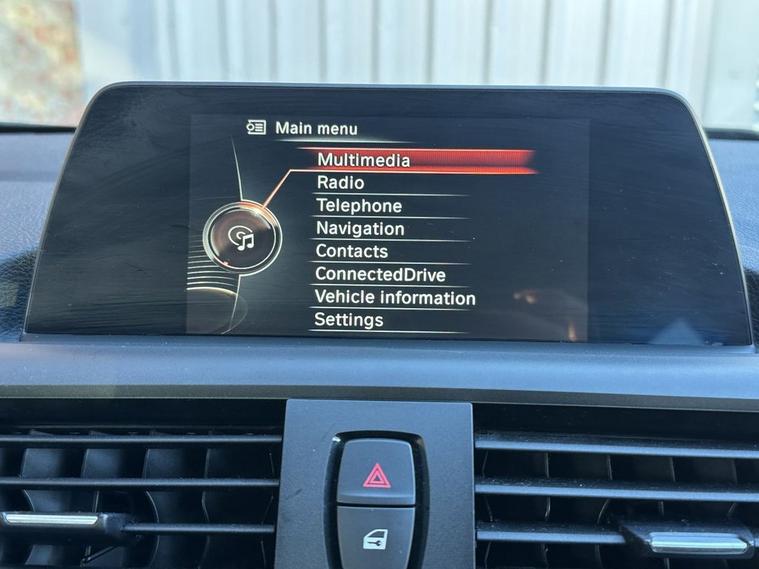 Main menu
Multimedia
Radio
Telephone
Navigation
Contacts
ConnectedDrive
Vehicle information
Settings